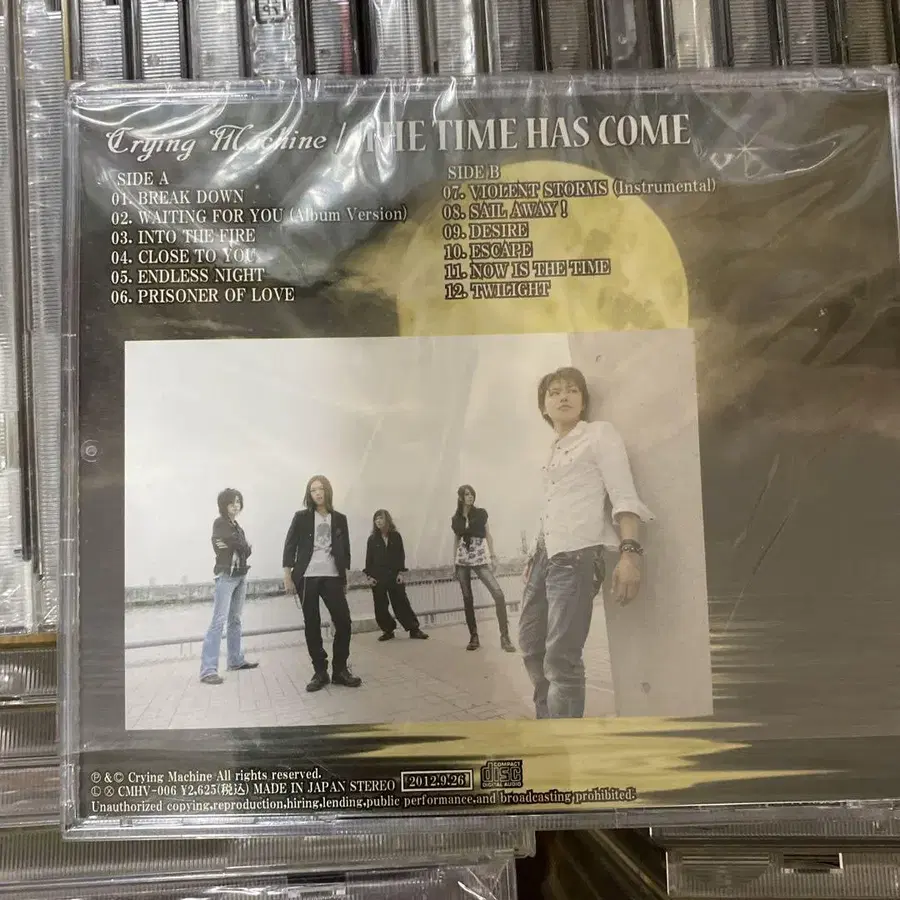 Crying Machine / THE TIME HAS COME
SIDE A
01. BREAK DOWN
02. WAITING FOR YOU (Album Version)
03. INTO THE FIRE
04. CLOSE TO YOU
05. ENDLESS NIGHT
06. PRISONER OF LOVE
SIDE B
07. VIOLENT STORMS (Instrumental)
08. SAIL AWAY!
09. DESIRE
10. ESCAPE
11. NOW IS THE TIME
12. TWILIGHT
Ⓟ & © Crying Machine All rights reserved.
CMHV-006 ¥2,625(税込) MADE IN JAPAN STEREO 2012.9.26 COMPACT disc DIGITAL AUDIO
Unauthorized copying,reproduction,hiring,lending,public performance,and broadcasting prohibited.